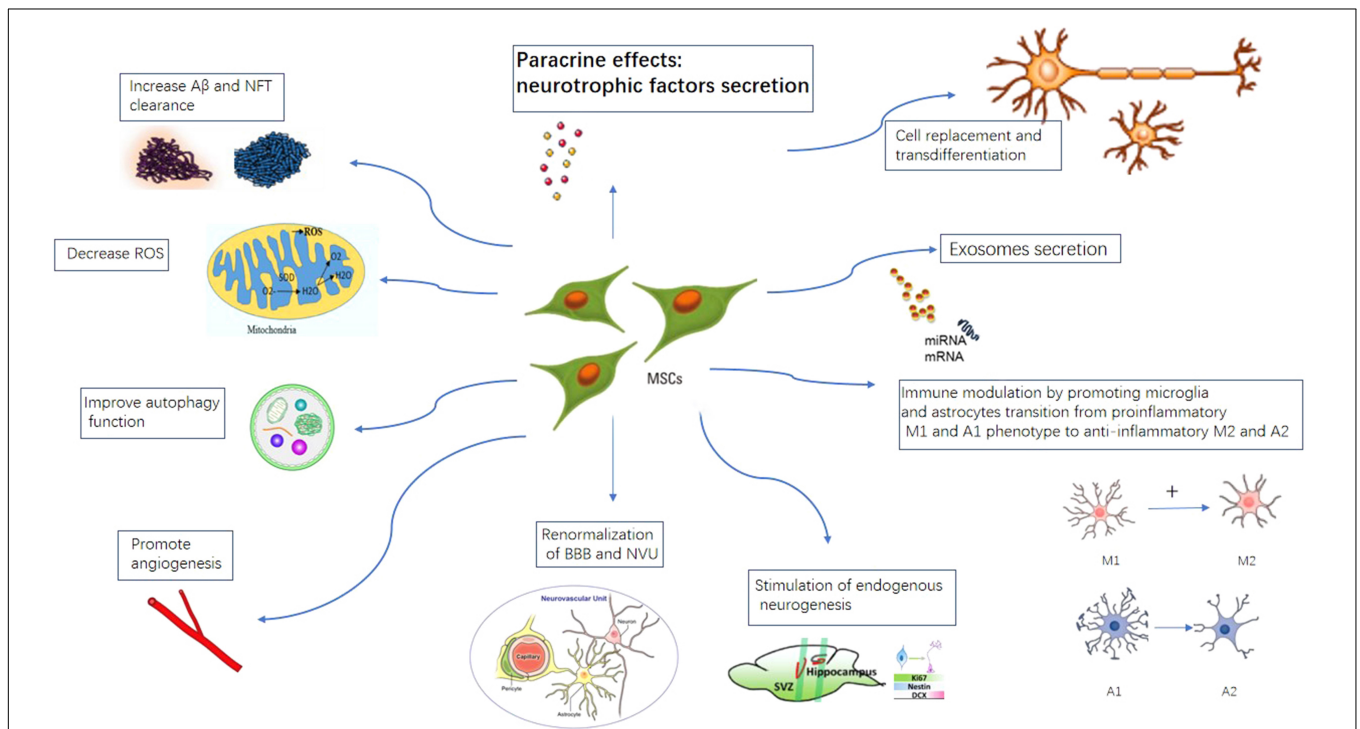 Paracrine effects:
neurotrophic factors secretion
Increase Aβ and NFT
clearance
Cell replacement and
transdifferentiation
Decrease ROS
ROS
O2
SOD
H2O
O2-
H2O
Mitochondria
Exosomes secretion
miRNA
mRNA
MSCs
Improve autophagy
function
Immune modulation by promoting microglia
and astrocytes transition from proinflammatory
M1 and A1 phenotype to anti-inflammatory M2 and A2
+
M1
M2
A1
A2
Promote
angiogenesis
Renormalization
of BBB and NVU
Neurovascular Unit
Neuron
Capillary
Pericyte
Astrocyte
Stimulation of endogenous
neurogenesis
Hippocampus
SVZ
Ki67
Nestin
DCX